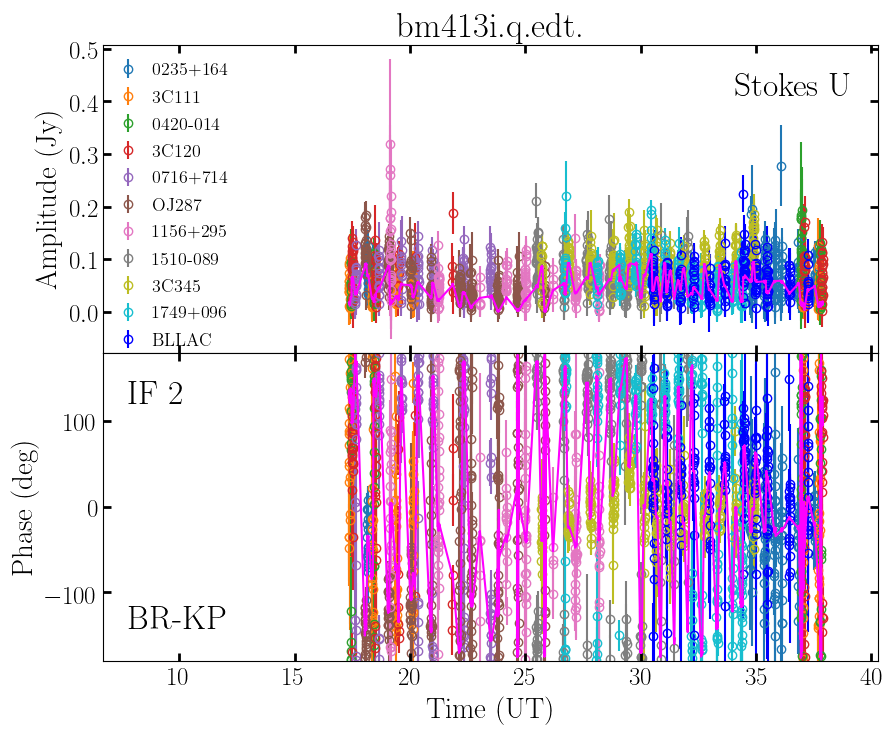 bm413i.q.edt.
Amplitude (Jy)
0.5
0.4
0.3
0.2
0.1
0.0
0235+164
3C111
0420-014
3C120
0716+714
OJ287
1156+295
1510-089
3C345
1749+096
BLLAC
Stokes U
Phase (deg)
100
0
−100
IF 2
BR-KP
10 15 20 25 30 35 40
Time (UT)